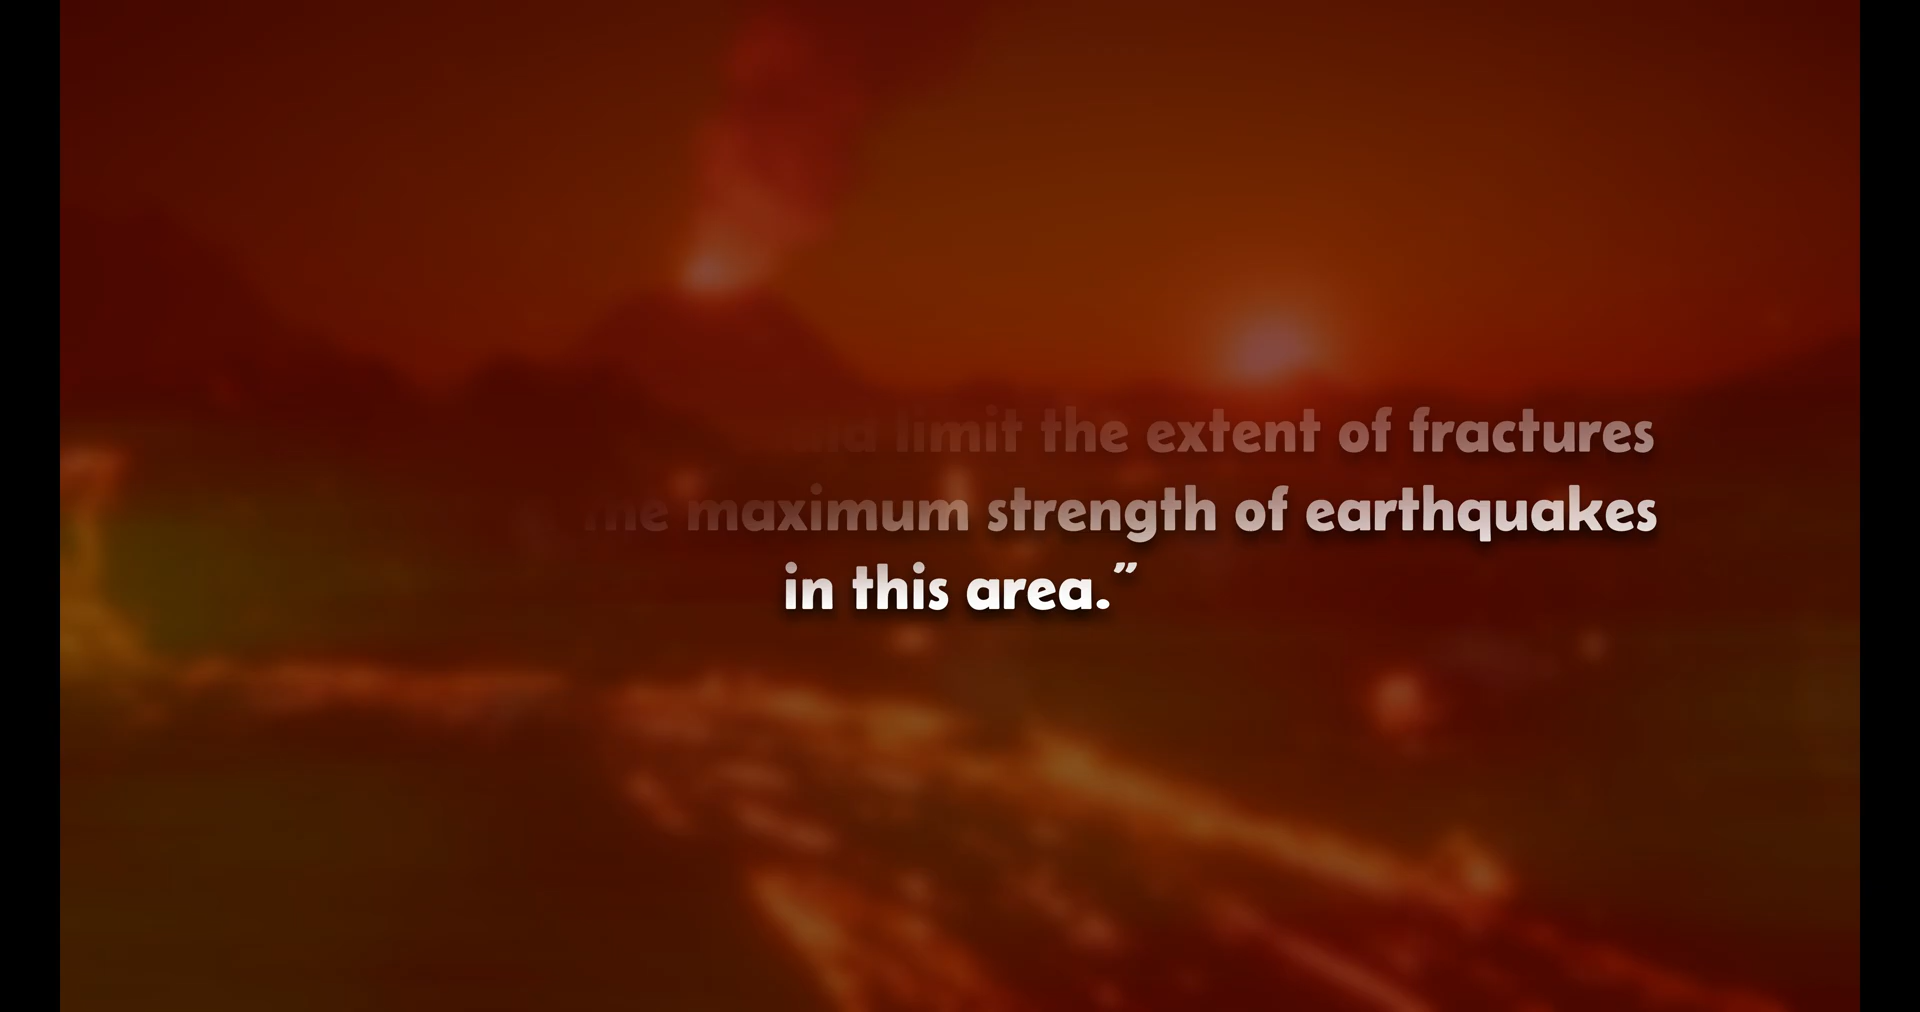 limit the extent of fractures
maximum strength of earthquakes
in this area.”